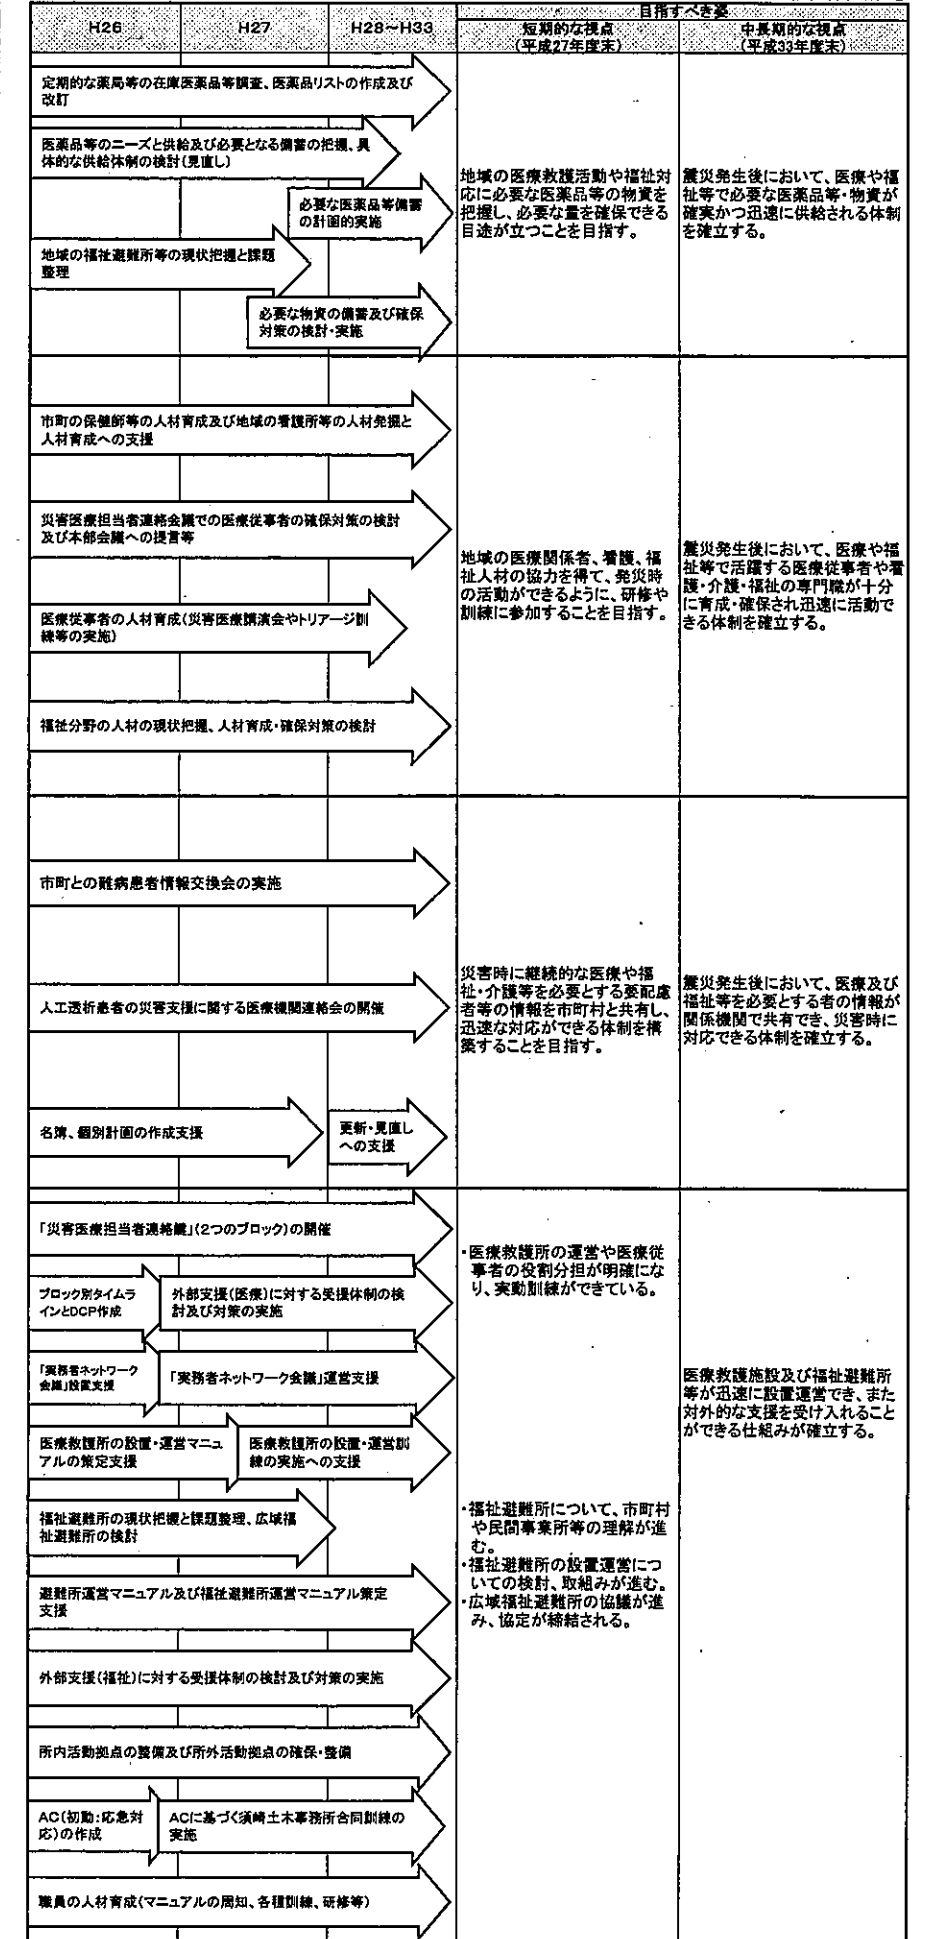 目指すべき姿
H26 H27 H28～H33 短期的な視点 中長期的な視点
(平成27年度末) (平成33年度末)
定期的な薬局等の在庫医薬品等調査、医薬品リストの作成及び
改訂
医薬品等のニーズと供給及び必要となる備蓄の把握、具
体的な供給体制の検討(見直し)
必要な医薬品等備蓄
の計画的実施
地域の福祉避難所等の現状把握と課題
整理
必要な物資の備蓄及び確保
対策の検討・実施
地域の医療救護活動や福祉対
応に必要な医薬品等の物資を
把握し、必要な量を確保できる
目途が立つことを目指す。
震災発生後において、医療や福
祉等で必要な医薬品等・物資が
確実かつ迅速に供給される体制
を確立する。
市町の保健師等の人材育成及び地域の看護所等の人材発掘と
人材育成への支援
災害医療担当者連絡会議での医療従事者の確保対策の検討
及び本部会議への提言等
医療従事者の人材育成(災害医療講演会やトリアージ訓
練等の実施)
福祉分野の人材の現状把握、人材育成・確保対策の検討
地域の医療関係者、看護、福
祉人材の協力を得て、発災時
の活動ができるように、研修や
訓練に参加することを目指す。
震災発生後において、医療や福
祉等で活躍する医療従事者や看
護・介護・福祉の専門職が十分
に育成・確保され迅速に活動で
きる体制を確立する。
市町との難病患者情報交換会の実施
人工透析患者の災害支援に関する医療機関連絡会の開催
名簿、個別計画の作成支援
更新・見直し
への支援
災害時に継続的な医療や福
祉・介護等を必要とする要配慮
者等の情報を市町村と共有し、
迅速な対応ができる体制を構
築することを目指す。
震災発生後において、医療及び
福祉等を必要とする者の情報が
関係機関で共有でき、災害時に
対応できる体制を確立する。
「災害医療担当者連絡議」(2つのブロック)の開催
ブロック別タイムラ
インとDCP作成
外部支援(医療)に対する受援体制の検
討及び対策の実施
「実務者ネットワーク
会議」設置支援
「実務者ネットワーク会議」運営支援
医療救護所の設置・運営マニュ
アルの策定支援
医療救護所の設置・運営訓
練の実施への支援
福祉避難所の現状把握と課題整理、広域福
祉避難所の検討
避難所運営マニュアル及び福祉避難所運営マニュアル策定
支援
外部支援(福祉)に対する受援体制の検討及び対策の実施
所内活動拠点の整備及び所外活動拠点の確保・整備
AC(初動:応急対
応)の作成
ACに基づく須崎土木事務所合同訓練の
実施
職員の人材育成(マニュアルの周知、各種訓練、研修等)
・医療救護所の運営や医療従
事者の役割分担が明確にな
り、実動訓練ができている。
・福祉避難所について、市町村
や民間事業所等の理解が進
む。
・福祉避難所の設置運営につ
いての検討、取組みが進む。
・広域福祉避難所の協議が進
み、協定が締結される。
医療救護施設及び福祉避難所
等が迅速に設置運営でき、また
対外的な支援を受け入れること
ができる仕組みが確立する。